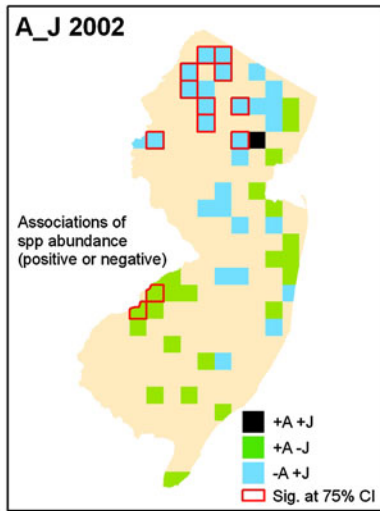 A_J 2002
Associations of
spp abundance
(positive or negative)
+A +J
+A -J
-A +J
Sig. at 75% CI